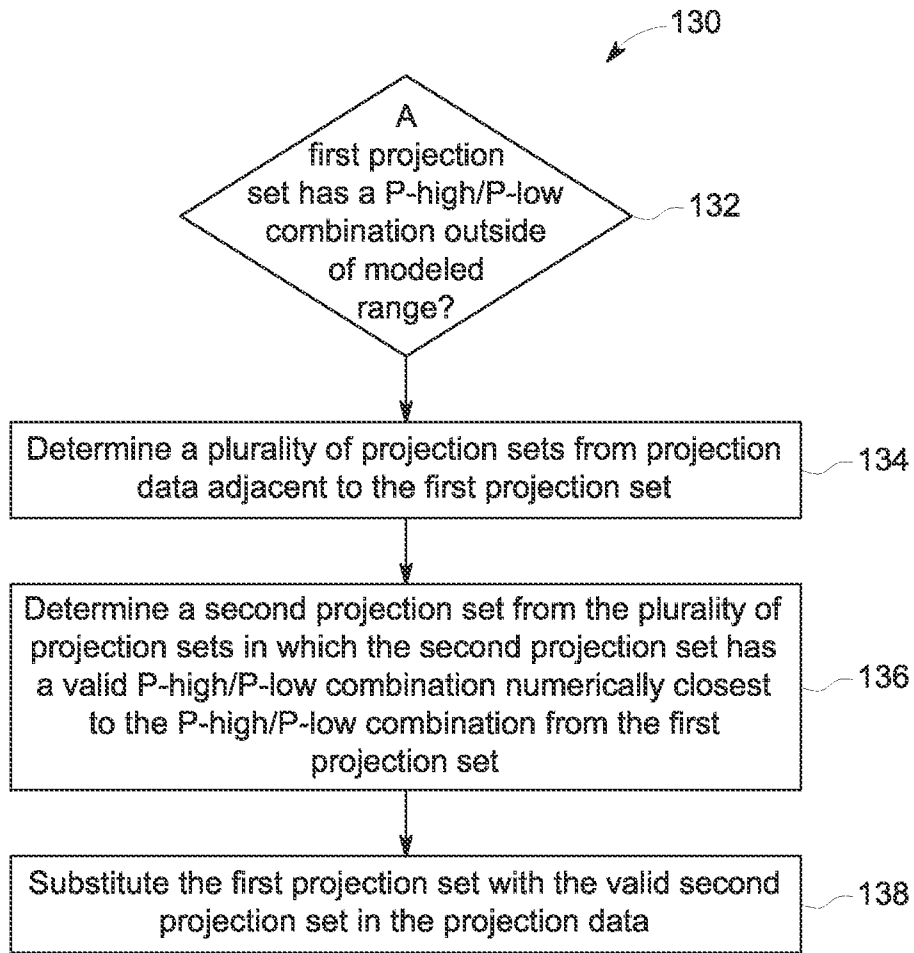 130
A
first projection
set has a P-high/P-low
combination outside
of modeled
range?
132
Determine a plurality of projection sets from projection
data adjacent to the first projection set
134
Determine a second projection set from the plurality of
projection sets in which the second projection set has
a valid P-high/P-low combination numerically closest
to the P-high/P-low combination from the first
projection set
136
Substitute the first projection set with the valid second
projection set in the projection data
138